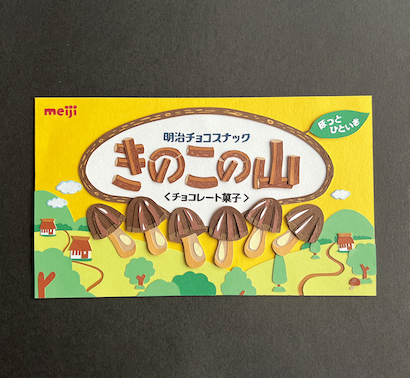 meiji
ほっと
ひといき
明治チョコスナック
きのこの山
〈チョコレート菓子〉